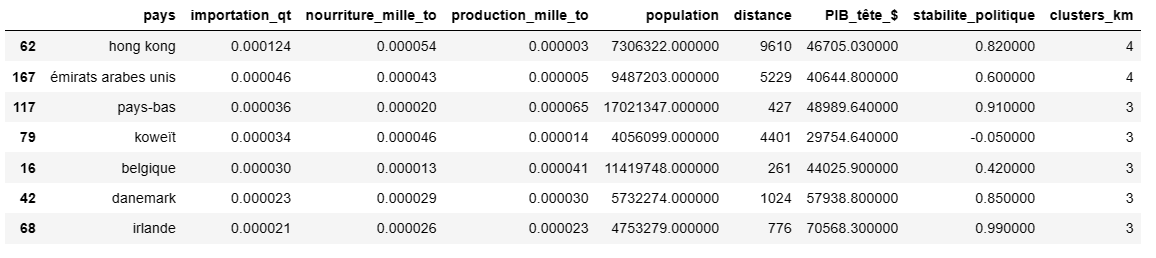 pays importation_qt nourriture_mille_to production_mille_to population distance PIB_tête_$ stabilite_politique clusters_km
62 hong kong 0.000124 0.000054 0.000003 7306322.000000 9610 46705.030000 0.820000 4
167 émirats arabes unis 0.000046 0.000043 0.000005 9487203.000000 5229 40644.800000 0.600000 4
117 pays-bas 0.000036 0.000020 0.000065 17021347.000000 427 48989.640000 0.910000 3
79 koweït 0.000034 0.000046 0.000014 4056099.000000 4401 29754.640000 -0.050000 3
16 belgique 0.000030 0.000013 0.000041 11419748.000000 261 44025.900000 0.420000 3
42 danemark 0.000023 0.000029 0.000030 5732274.000000 1024 57938.800000 0.850000 3
68 irlande 0.000021 0.000026 0.000023 4753279.000000 776 70568.300000 0.990000 3